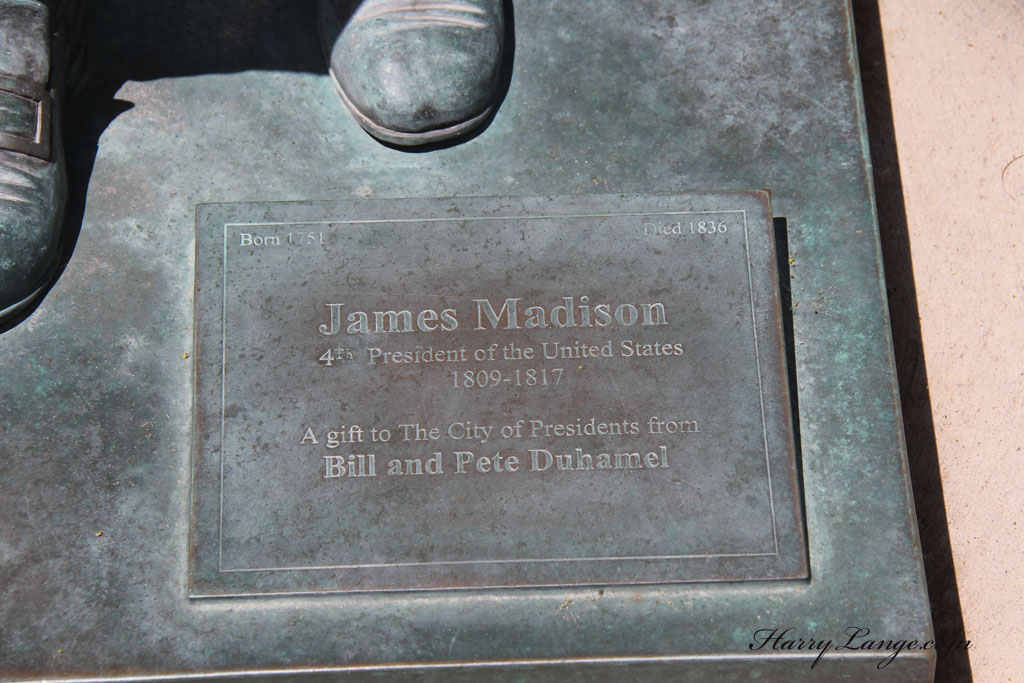 Born 1751 Died 1836
James Madison
4Th President of the United States
1809-1817
A gift to The City of Presidents from
Bill and Pete Duhamel
HarryLange.com